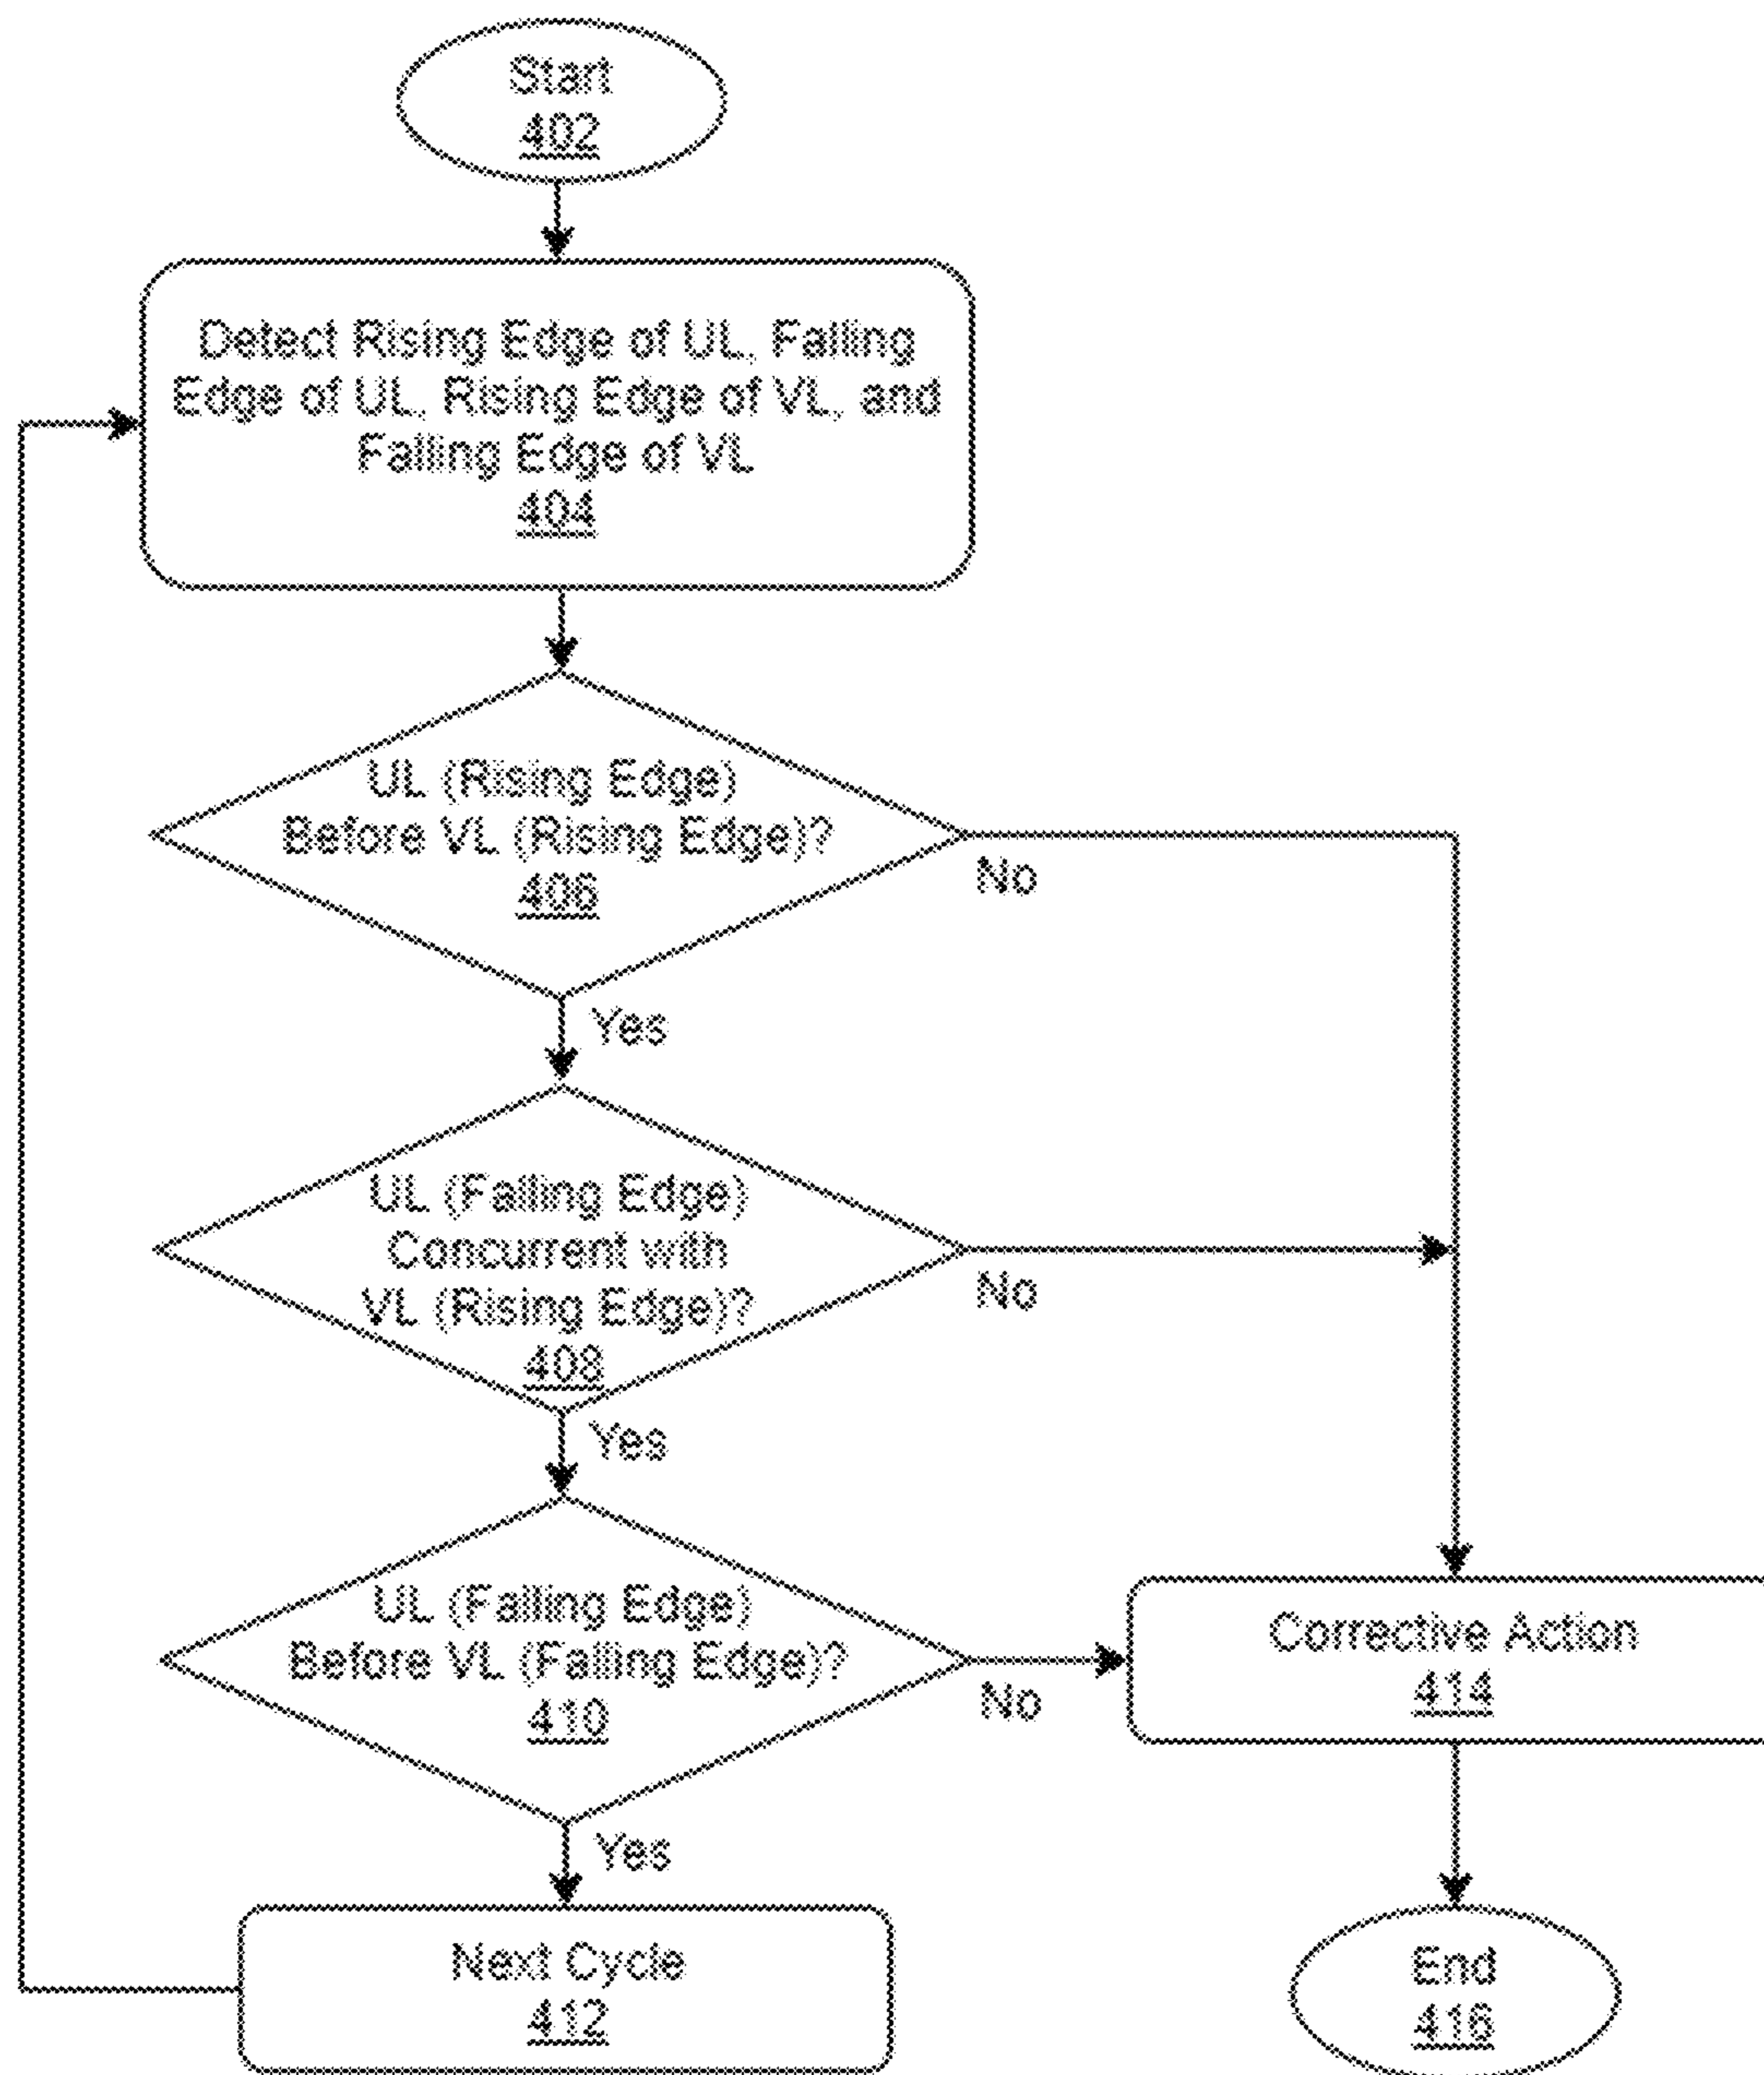 Start
402
Detect Rising Edge of UL, Falling
Edge of UL, Rising Edge of VL, and
Falling Edge of VL
404
UL (Rising Edge)
Before VL (Rising Edge)?
406
No
Yes
UL (Falling Edge)
Concurrent with
VL (Rising Edge)?
408
No
Yes
UL (Falling Edge)
Before VL (Falling Edge)?
410
No
Corrective Action
414
Yes
Next Cycle
412
End
416